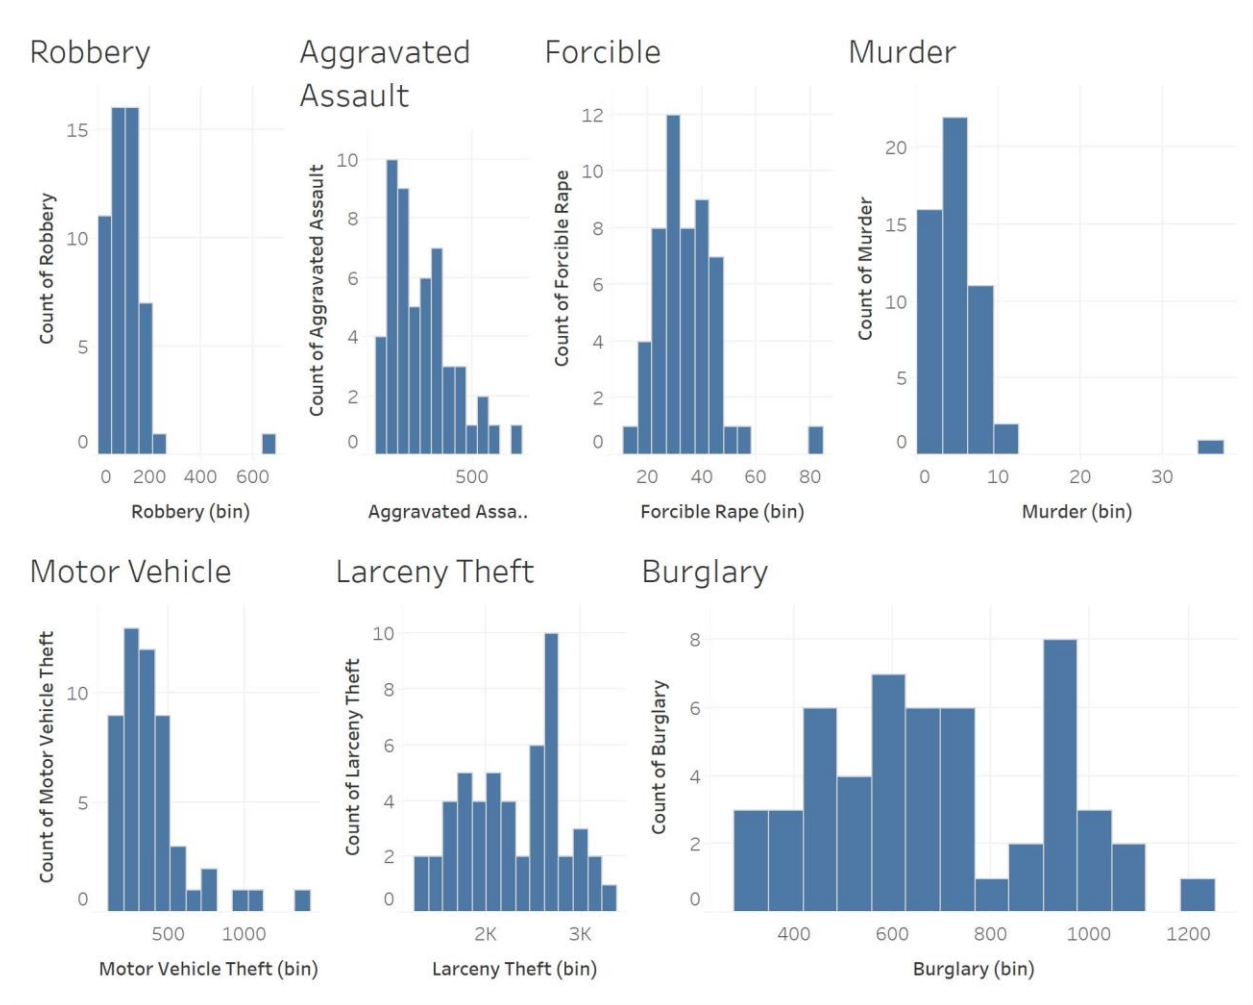 Robbery
Count of Robbery
15
10
5
0
0 200 400 600
Robbery (bin)
Aggravated
Assault
Count of Aggravated Assault
10
8
6
4
2
0
500
Aggravated Assa..
Forcible
Count of Forcible Rape
12
10
8
6
4
2
0
20 40 60 80
Forcible Rape (bin)
Murder
Count of Murder
20
15
10
5
0
0 10 20 30
Murder (bin)
Motor Vehicle
Count of Motor Vehicle Theft
10
5
0
500 1000
Motor Vehicle Theft (bin)
Larceny Theft
Count of Larceny Theft
10
8
6
4
2
0
2K 3K
Larceny Theft (bin)
Burglary
Count of Burglary
8
6
4
2
0
400 600 800 1000 1200
Burglary (bin)